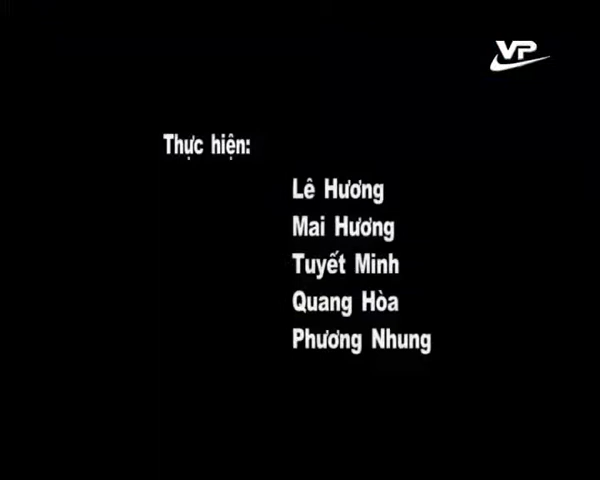 VP
Thực hiện:
Lê Hương
Mai Hương
Tuyết Minh
Quang Hòa
Phương Nhung